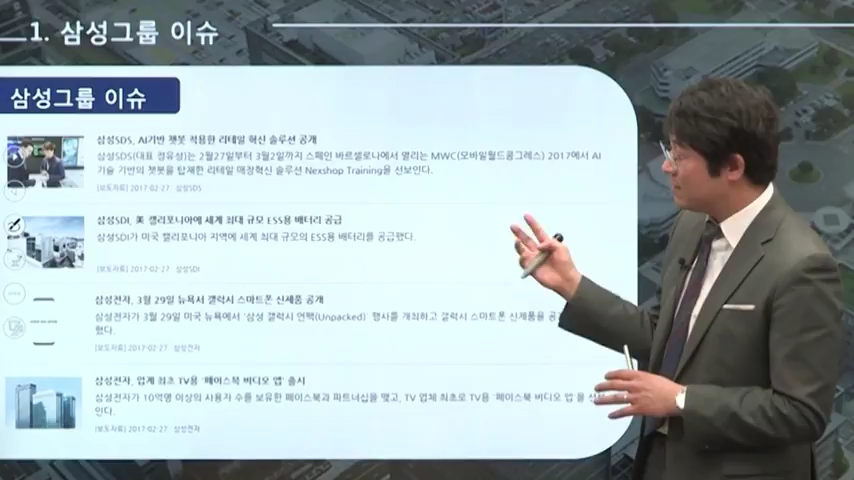 1. 삼성그룹 이슈
삼성그룹 이슈
삼성SDS, AI기반 챗봇 적용한 리테일 혁신 솔루션 공개
삼성SDS(대표 정유성)는 2월27일부터 3월2일까지 스페인 바르셀로나에서 열리는 MWC(모바일월드콩그레스) 2017에서 AI
기술 기반의 챗봇을 탑재한 리테일 매장혁신 솔루션 Nexshop Training을 선보인다.
[보도자료] 2017-02-27 삼성SDS
삼성SDI, 美 캘리포니아에 세계 최대 규모 ESS용 배터리 공급
삼성SDI가 미국 캘리포니아 지역에 세계 최대 규모의 ESS용 배터리를 공급했다.
[보도자료] 2017-02-27 삼성SDI
삼성전자, 3월 29일 뉴욕서 갤럭시 스마트폰 신제품 공개
삼성전자가 3월 29일 미국 뉴욕에서 '삼성 갤럭시 언팩(Unpacked)' 행사를 개최하고 갤럭시 스마트폰 신제품을
했다.
[보도자료] 2017-02-27 삼성전자
삼성전자, 업계 최초 TV용 '페이스북 비디오 앱' 출시
삼성전자가 10억명 이상의 사용자 수를 보유한 페이스북과 파트너십을 맺고, TV 업체 최초로 TV용 '페이스북 비디오 앱'을
인다.
[보도자료] 2017-02-27 삼성전자